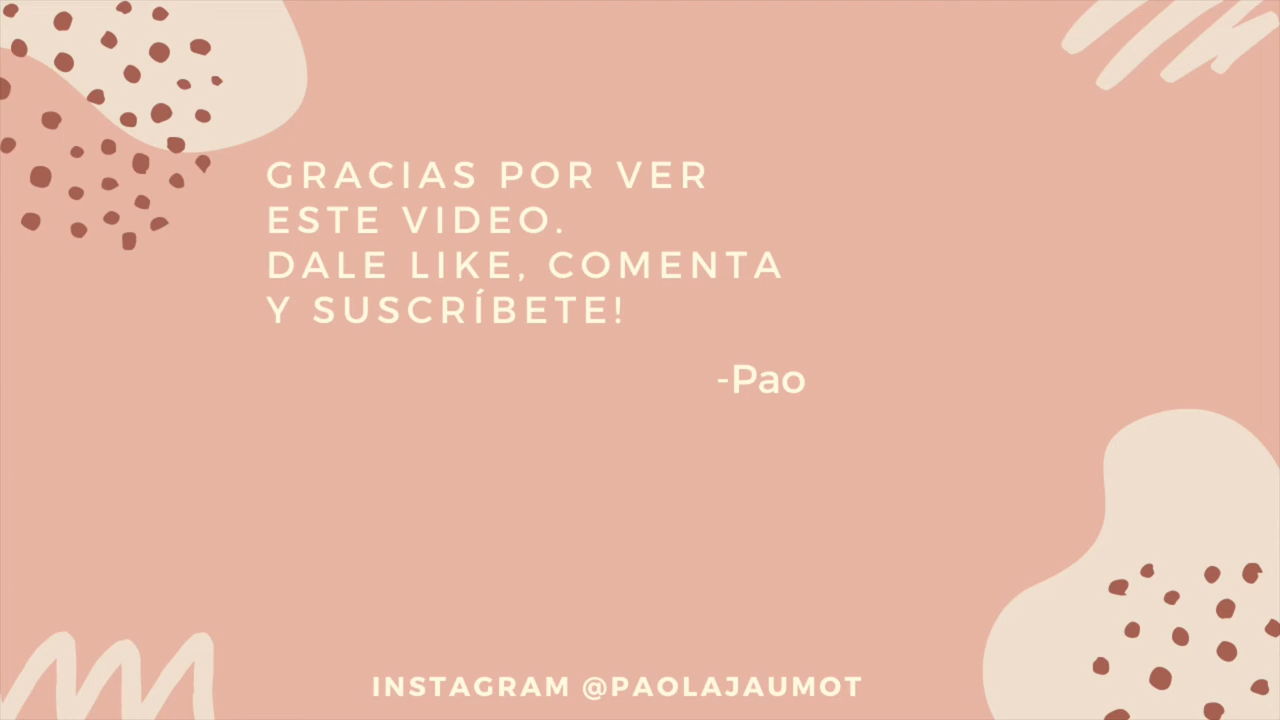 GRACIAS POR VER
ESTE VIDEO.
DALE LIKE, COMENTA
Y SUSCRÍBETE!
-Pao
INSTAGRAM @PAOLAJAUMOT